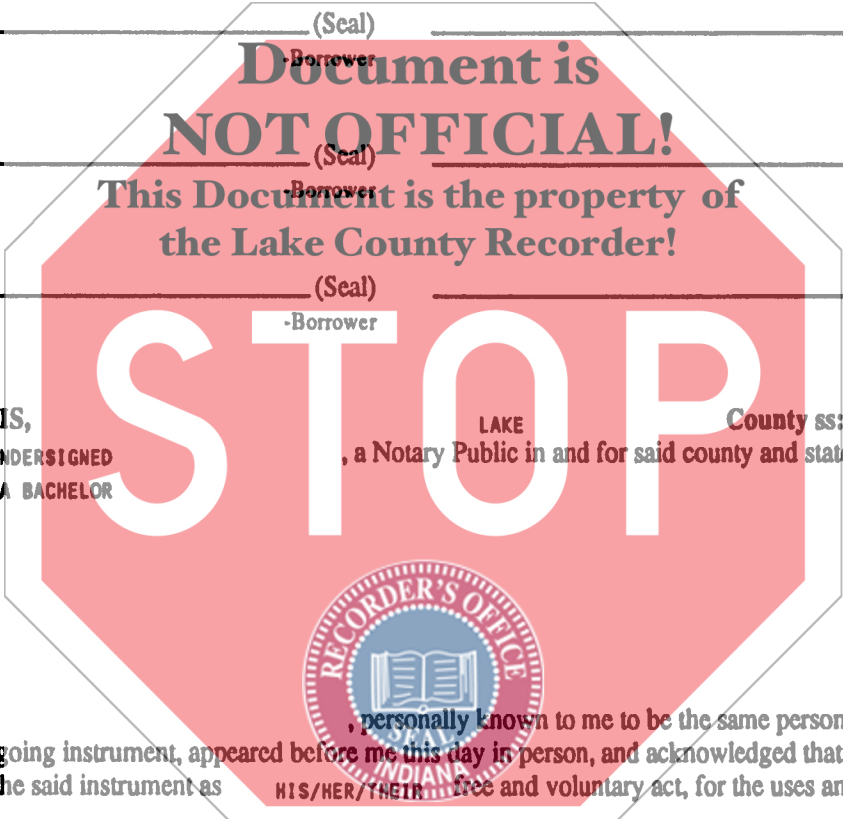 (Seal)
-Borrower
Document is
NOT OFFICIAL!
(Seal)
-Borrower
This Document is the property of
the Lake County Recorder!
(Seal)
-Borrower
STOP
IS, LAKE County ss:
NDERSIGNED , a Notary Public in and for said county and state
A BACHELOR
RECORDER'S OFFICE
SEAL
INDIANA
, personally known to me to be the same person
going instrument, appeared before me this day in person, and acknowledged that
he said instrument as HIS/HER/THEIR free and voluntary act, for the uses an